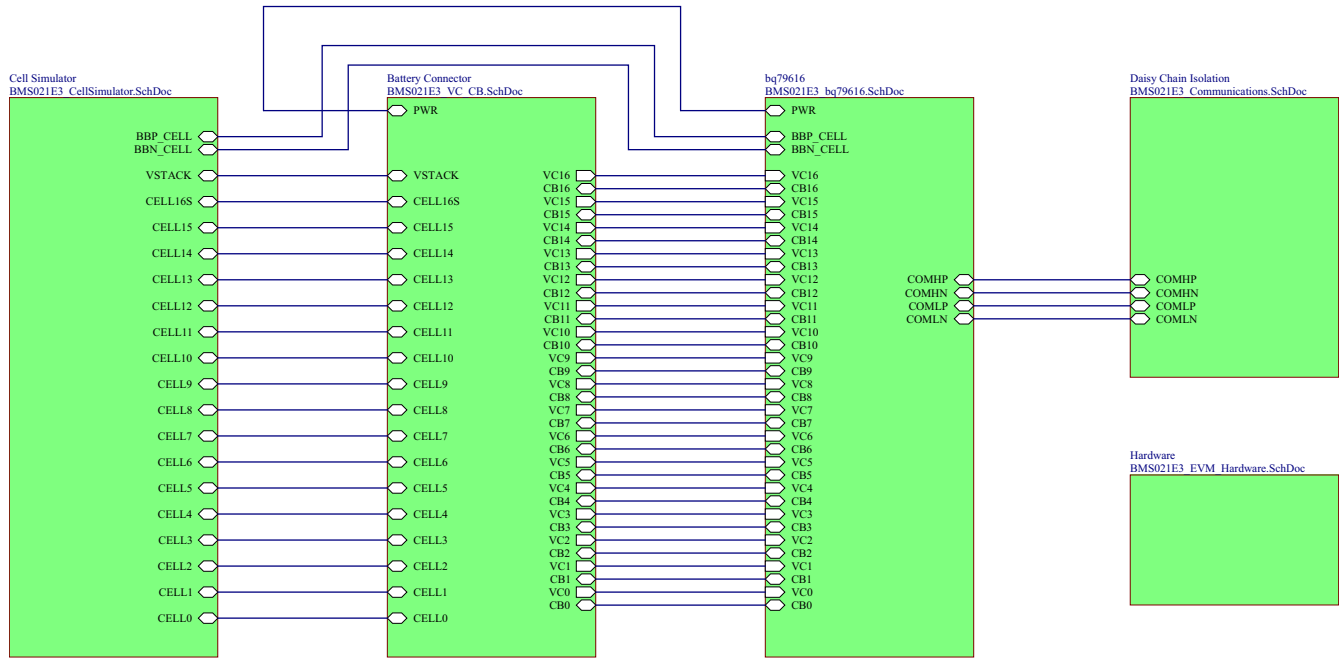 Cell Simulator
BMS021E3_CellSimulator.SchDoc
BBP_CELL
BBN_CELL
VSTACK
CELL16S
CELL15
CELL14
CELL13
CELL12
CELL11
CELL10
CELL9
CELL8
CELL7
CELL6
CELL5
CELL4
CELL3
CELL2
CELL1
CELL0
Battery Connector
BMS021E3_VC_CB.SchDoc
PWR
VSTACK
CELL16S
CELL15
CELL14
CELL13
CELL12
CELL11
CELL10
CELL9
CELL8
CELL7
CELL6
CELL5
CELL4
CELL3
CELL2
CELL1
CELL0
VC16
CB16
VC15
CB15
VC14
CB14
VC13
CB13
VC12
CB12
VC11
CB11
VC10
CB10
VC9
CB9
VC8
CB8
VC7
CB7
VC6
CB6
VC5
CB5
VC4
CB4
VC3
CB3
VC2
CB2
VC1
CB1
VC0
CB0
bq79616
BMS021E3_bq79616.SchDoc
PWR
BBP_CELL
BBN_CELL
VC16
CB16
VC15
CB15
VC14
CB14
VC13
CB13
VC12
CB12
VC11
CB11
VC10
CB10
VC9
CB9
VC8
CB8
VC7
CB7
VC6
CB6
VC5
CB5
VC4
CB4
VC3
CB3
VC2
CB2
VC1
CB1
VC0
CB0
COMHP
COMHN
COMLP
COMLN
Daisy Chain Isolation
BMS021E3_Communications.SchDoc
COMHP
COMHN
COMLP
COMLN
Hardware
BMS021E3_EVM_Hardware.SchDoc